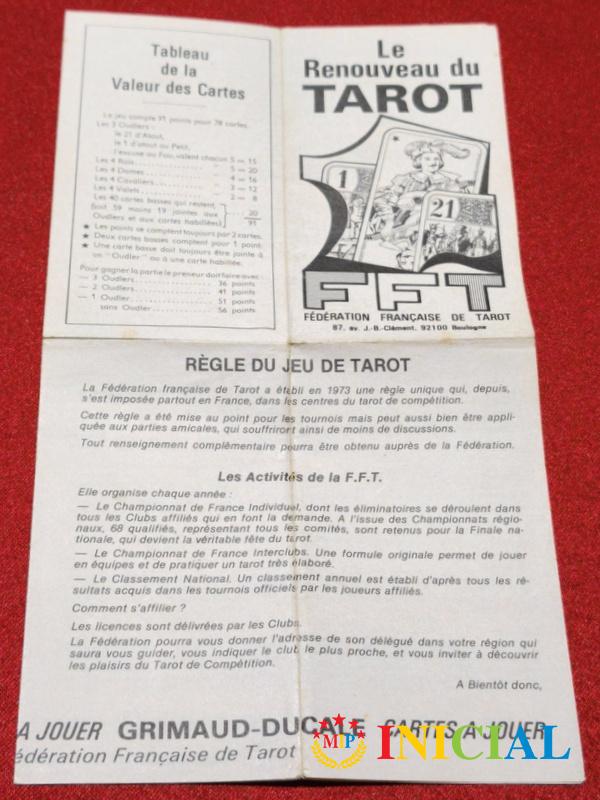 Tableau
de la
Valeur des Cartes
Le jeu compte 91 points pour 78 cartes.
Les 3 Oudlers :
le 21 d'Atout,
le 1 d'atout ou Petit,
l'excuse ou Fou, valent chacun 5 = 15
Les 4 Rois ............ " 5 = 20
Les 4 Dames ............ " 4 = 16
Les 4 Cavaliers ............ " 3 = 12
Les 4 Valets ............ " 2 = 8
Les 40 cartes basses qui restent
(soit 59 moins 19 jointes aux
Oudlers et aux cartes habillées) 20
91
★ Les points se comptent toujours par 2 cartes.
★ Deux cartes basses comptent pour 1 point.
★ Une carte basse doit toujours être jointe à
un "Oudler" ou à une carte habillée.
Pour gagner la partie le preneur doit faire avec :
— 3 Oudlers ............ 36 points
— 2 Oudlers ............ 41 points
— 1 Oudler ............ 51 points
sans Oudler ............ 56 points
Le
Renouveau du
TAROT
1
21
FFT
FÉDÉRATION FRANÇAISE DE TAROT
87, av. J.-B.-Clément, 92100 Boulogne
RÈGLE DU JEU DE TAROT
La Fédération française de Tarot a établi en 1973 une règle unique qui, depuis,
s'est imposée partout en France, dans les centres du tarot de compétition.
Cette règle a été mise au point pour les tournois mais peut aussi bien être appli-
quée aux parties amicales, qui souffriront ainsi de moins de discussions.
Tout renseignement complémentaire pourra être obtenu auprès de la Fédération.
Les Activités de la F.F.T.
Elle organise chaque année :
— Le Championnat de France Individuel, dont les éliminatoires se déroulent dans
tous les Clubs affiliés qui en font la demande. A l'issue des Championnats régio-
naux, 68 qualifiés, représentant tous les comités, sont retenus pour la Finale na-
tionale, qui devient la véritable fête du tarot.
— Le Championnat de France Interclubs. Une formule originale permet de jouer
en équipes et de pratiquer un tarot très élaboré.
— Le Classement National. Un classement annuel est établi d'après tous les ré-
sultats acquis dans les tournois officiels par les joueurs affiliés.
Comment s'affilier ?
Les licences sont délivrées par les Clubs.
La Fédération pourra vous donner l'adresse de son délégué dans votre région qui
saura vous guider, vous indiquer le club le plus proche, et vous inviter à découvrir
les plaisirs du Tarot de Compétition.
A Bientôt donc,
A JOUER GRIMAUD-DUCALE CARTES A JOUER
édération Française de Tarot
MP INICIAL